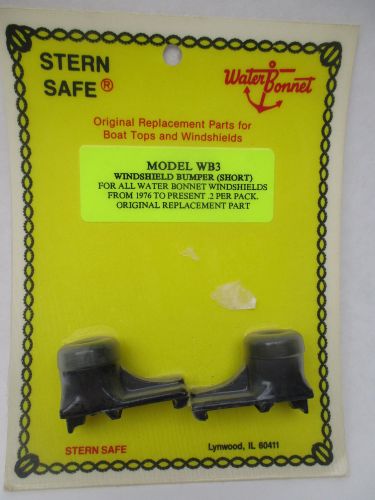 STERN
SAFE®
Water Bonnet
Original Replacement Parts for
Boat Tops and Windshields
MODEL WB3
WINDSHIELD BUMPER (SHORT)
FOR ALL WATER BONNET WINDSHIELDS
FROM 1976 TO PRESENT .2 PER PACK.
ORIGINAL REPLACEMENT PART
STERN SAFE
Lynwood, IL 60411